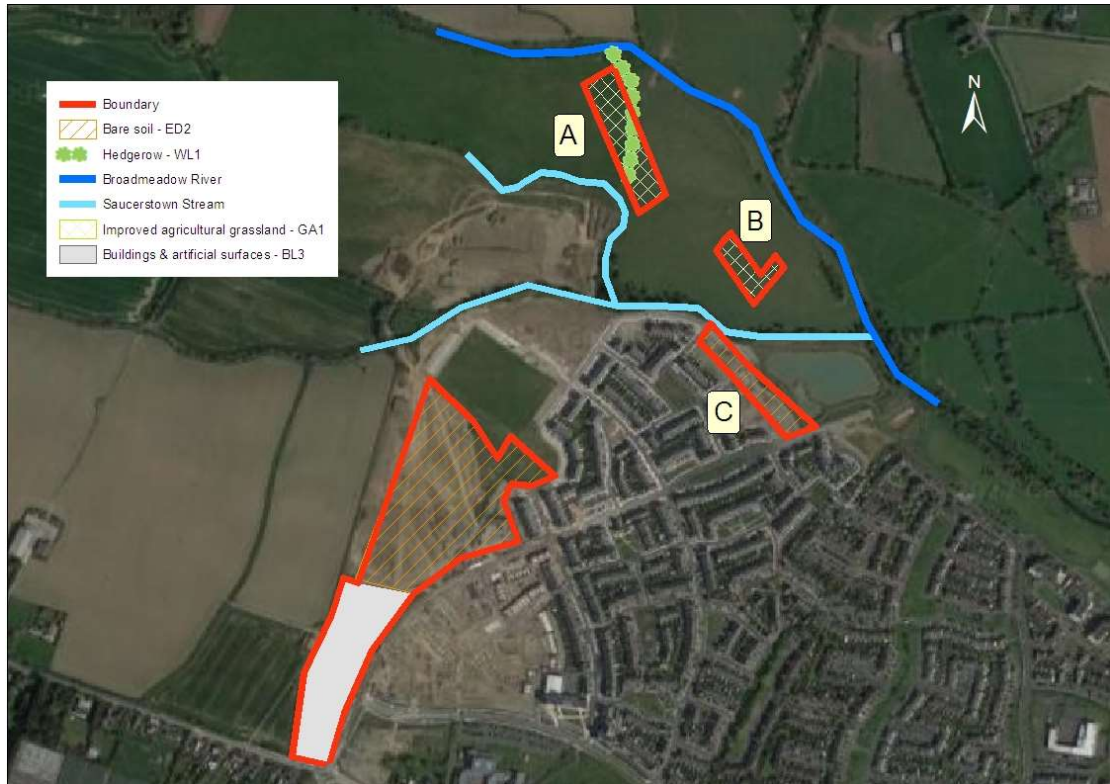 Boundary
Bare soil - ED2
Hedgerow - WL1
Broadmeadow River
Saucerstown Stream
Improved agricultural grassland - GA1
Buildings & artificial surfaces - BL3
N
A
B
C